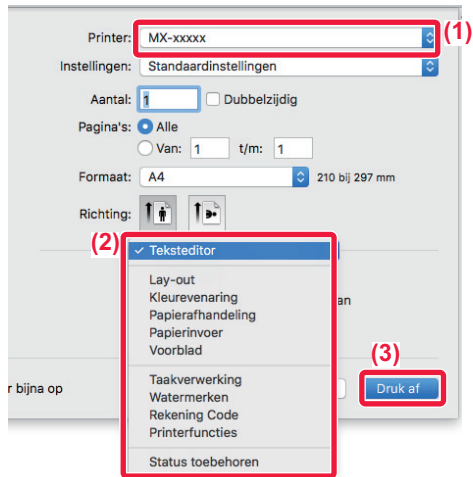 Printer: MX-xxxxx (1)
Instellingen: Standaardinstellingen
Aantal: 1 Dubbelzijdig
Pagina's: Alle
Van: 1 t/m: 1
Formaat: A4 210 bij 297 mm
Richting:
(2) ✓ Teksteditor
Lay-out
Kleurevenaring an
Papierafhandeling
Papierinvoer
Voorblad
(3)
Taakverwerking
r bijna op Druk af
Watermerken
Rekening Code
Printerfuncties
Status toebehoren